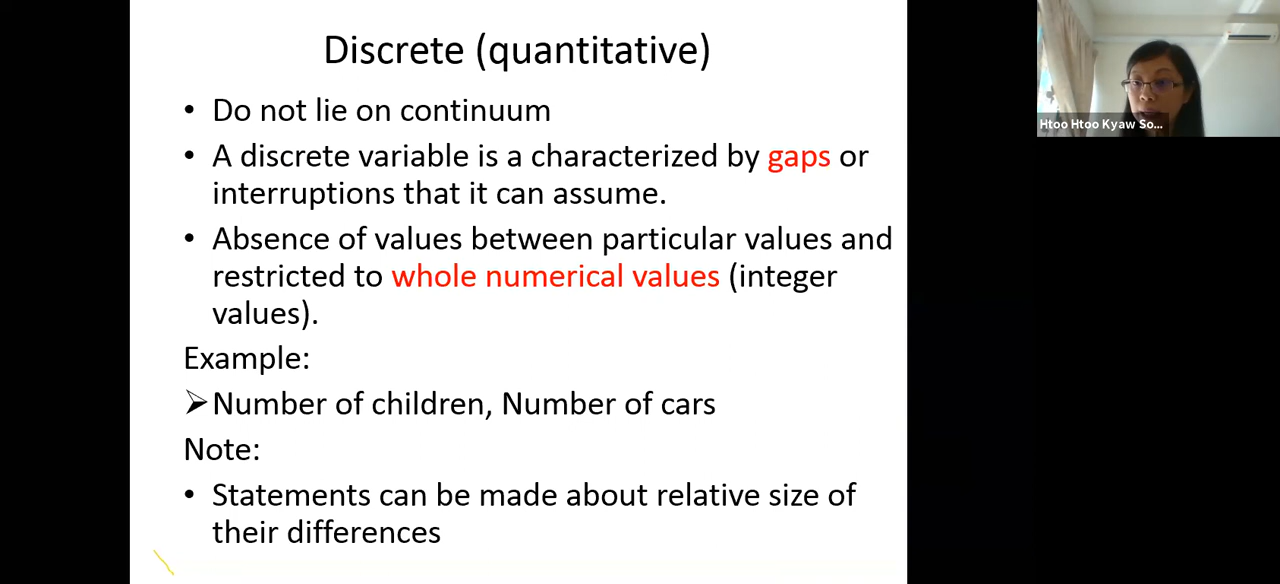 Discrete (quantitative)
• Do not lie on continuum
• A discrete variable is a characterized by gaps or
interruptions that it can assume.
• Absence of values between particular values and
restricted to whole numerical values (integer
values).
Example:
➢Number of children, Number of cars
Note:
• Statements can be made about relative size of
their differences
Htoo Htoo Kyaw So...